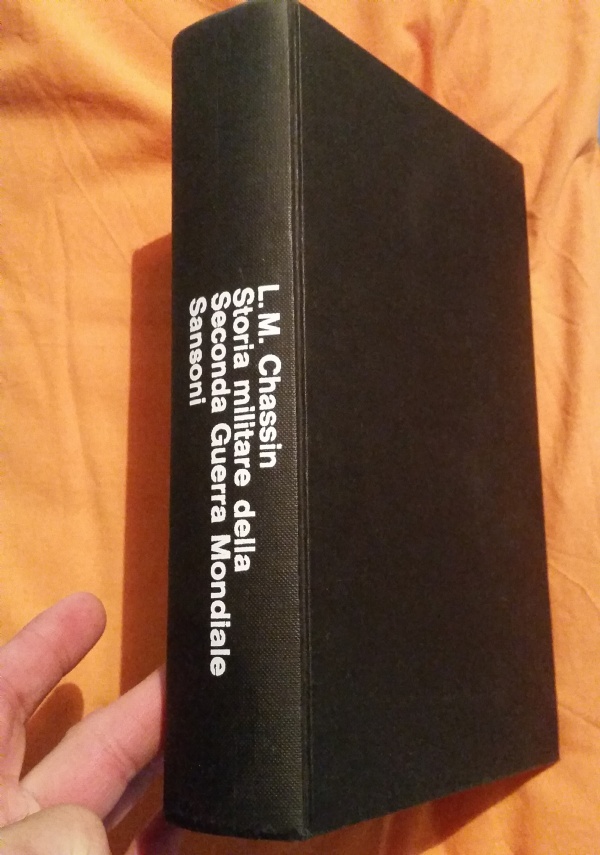 L. M. Chassin
Storia militare della
Seconda Guerra Mondiale
Sansoni